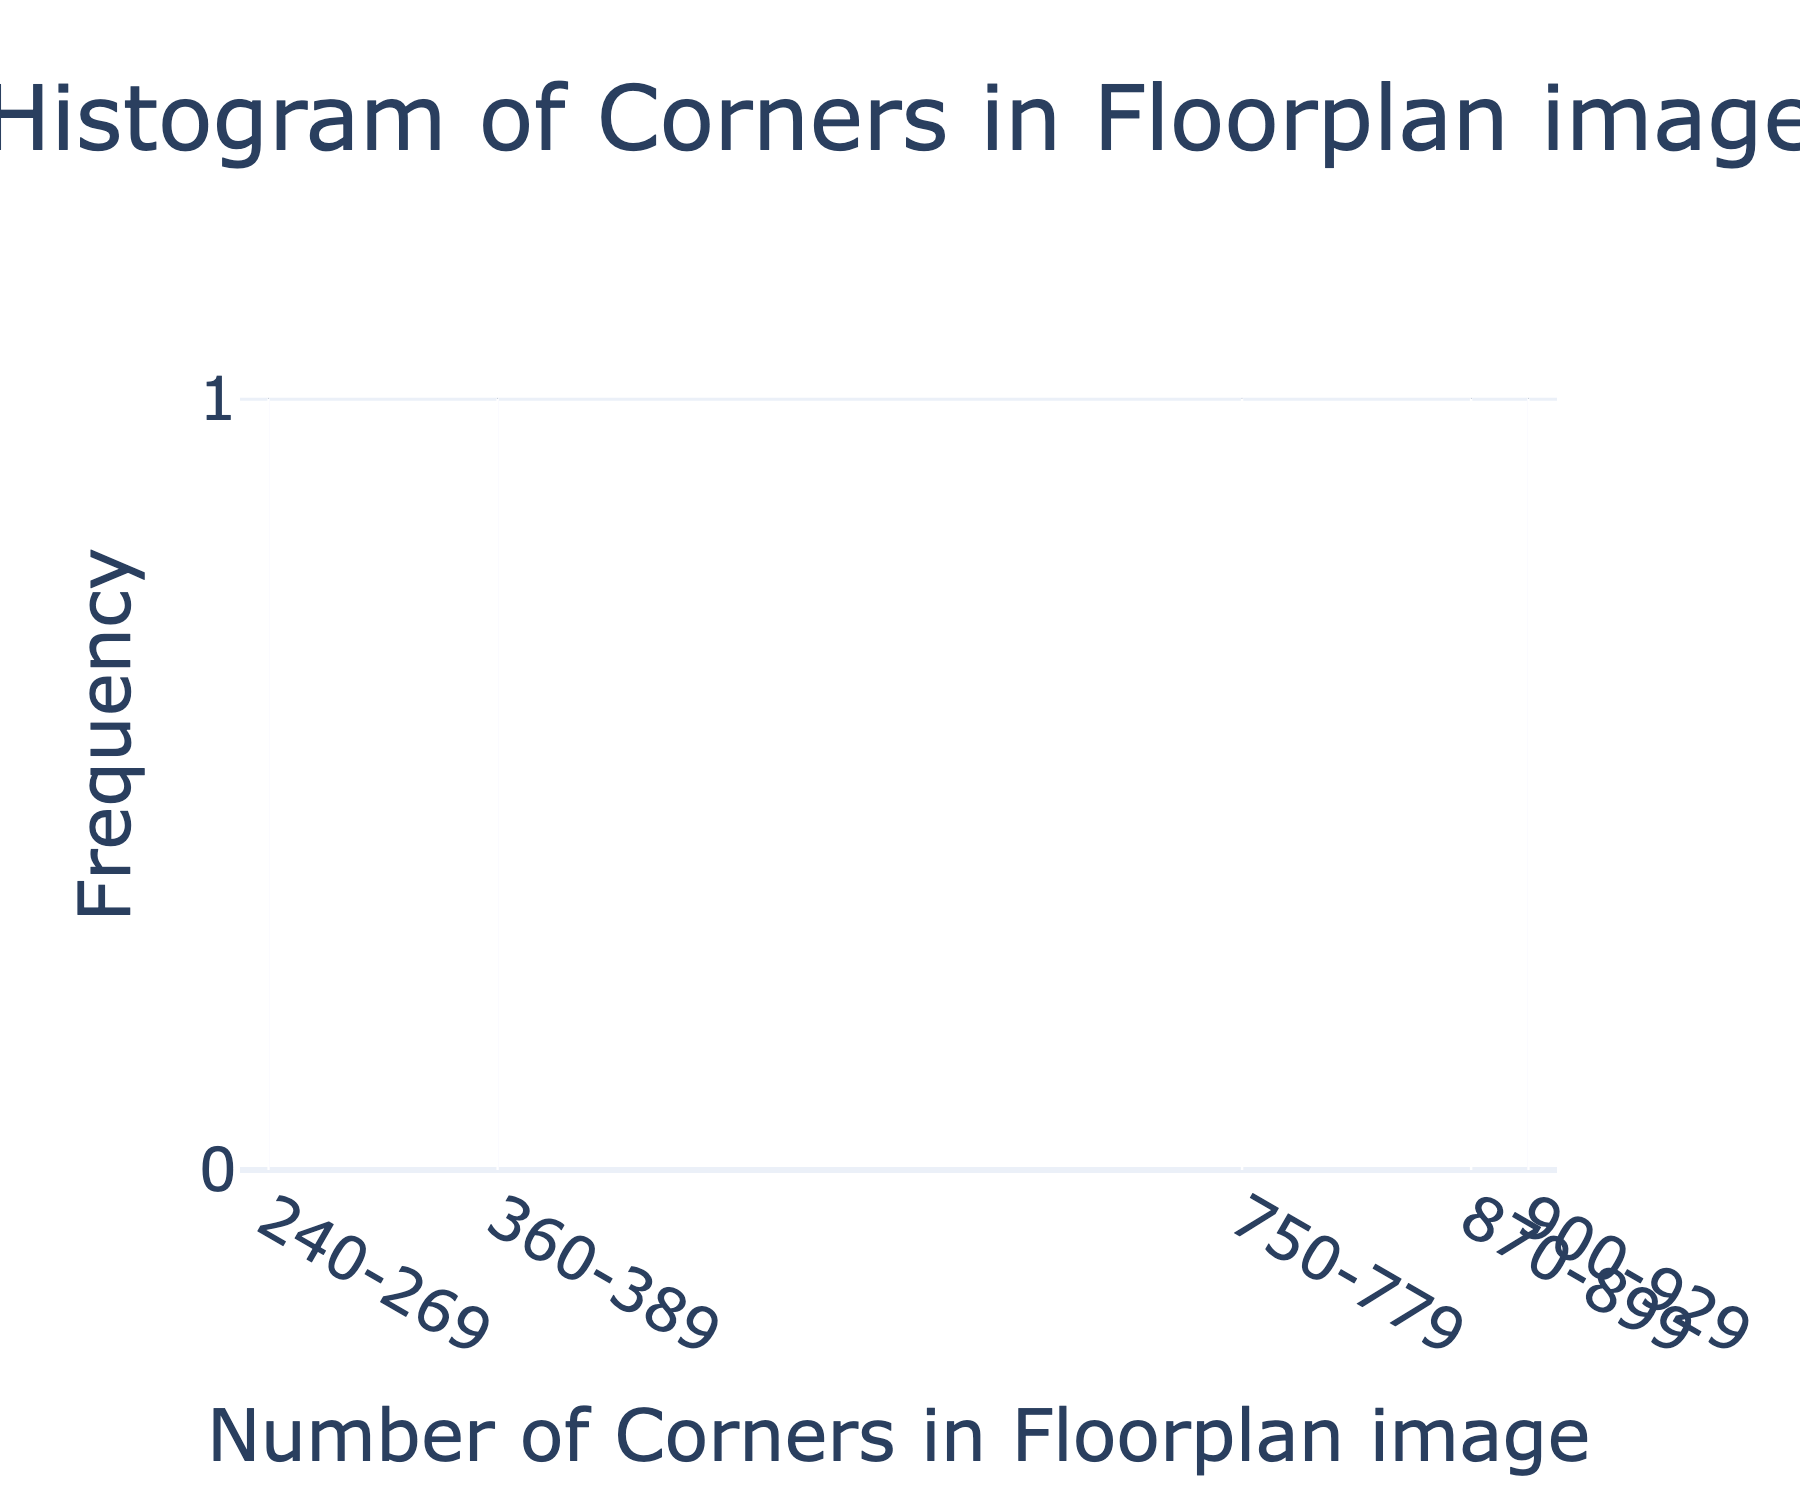 Histogram of Corners in Floorplan image
1
Frequency
0
240-269
360-389
750-779
870-899
900-929
Number of Corners in Floorplan image